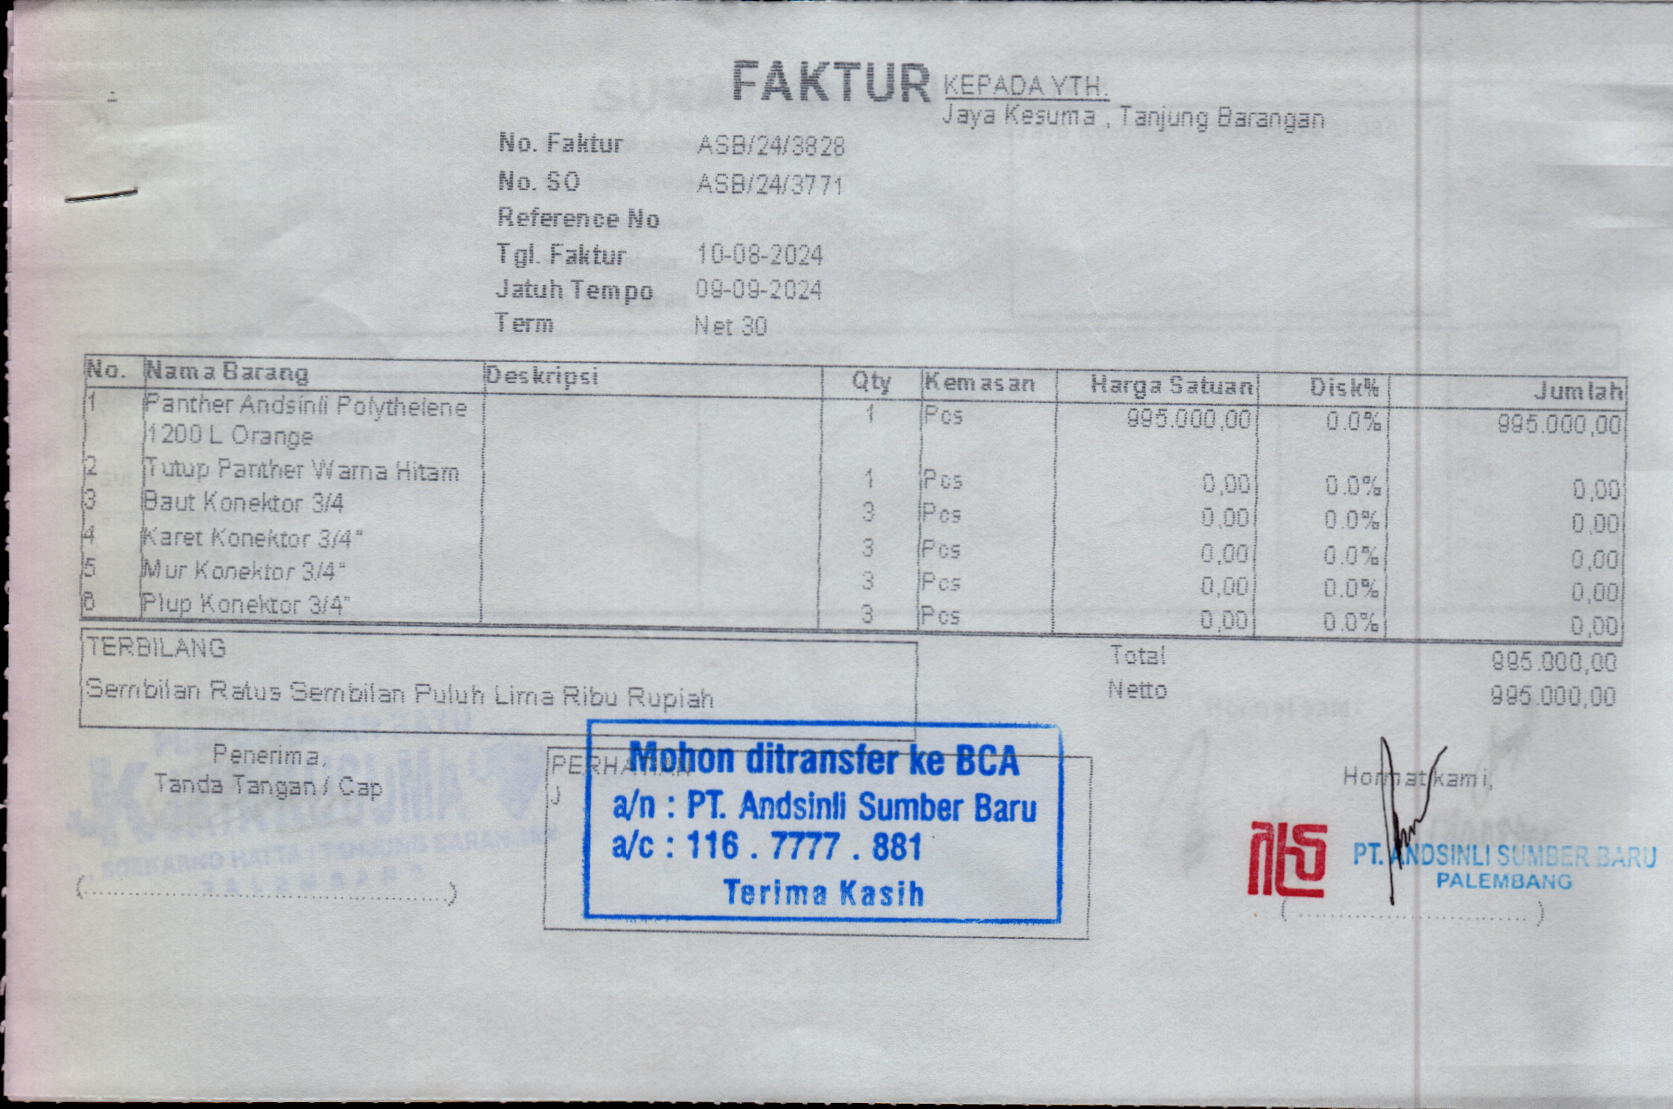 FAKTUR
KEPADA YTH.
Jaya Kesuma , Tanjung Barangan
No. Faktur ASB/24/3828
No. SO ASB/24/3771
Reference No
Tgl. Faktur 10-08-2024
Jatuh Tempo 09-09-2024
Term Net 30
No. Nama Barang Deskripsi Qty Kemasan Harga Satuan Disk% Jumlah
1 Panther Andsinli Polythelene 1 Pcs 995.000,00 0.0% 995.000,00
1200 L Orange
2 Tutup Panther Warna Hitam 1 Pcs 0,00 0.0% 0,00
3 Baut Konektor 3/4 3 Pcs 0,00 0.0% 0,00
4 Karet Konektor 3/4" 3 Pcs 0,00 0.0% 0,00
5 Mur Konektor 3/4" 3 Pcs 0,00 0.0% 0,00
6 Plup Konektor 3/4" 3 Pcs 0,00 0.0% 0,00
TERBILANG
Sembilan Ratus Sembilan Puluh Lima Ribu Rupiah
Total 995.000,00
Netto 995.000,00
Penerima,
Tanda Tangan / Cap
(..........................................)
PERHATIAN
Mohon ditransfer ke BCA
a/n : PT. Andsinli Sumber Baru
a/c : 116 . 7777 . 881
Terima Kasih
Hormat kami,
PT. ANDSINLI SUMBER BARU
PALEMBANG
(..............................)